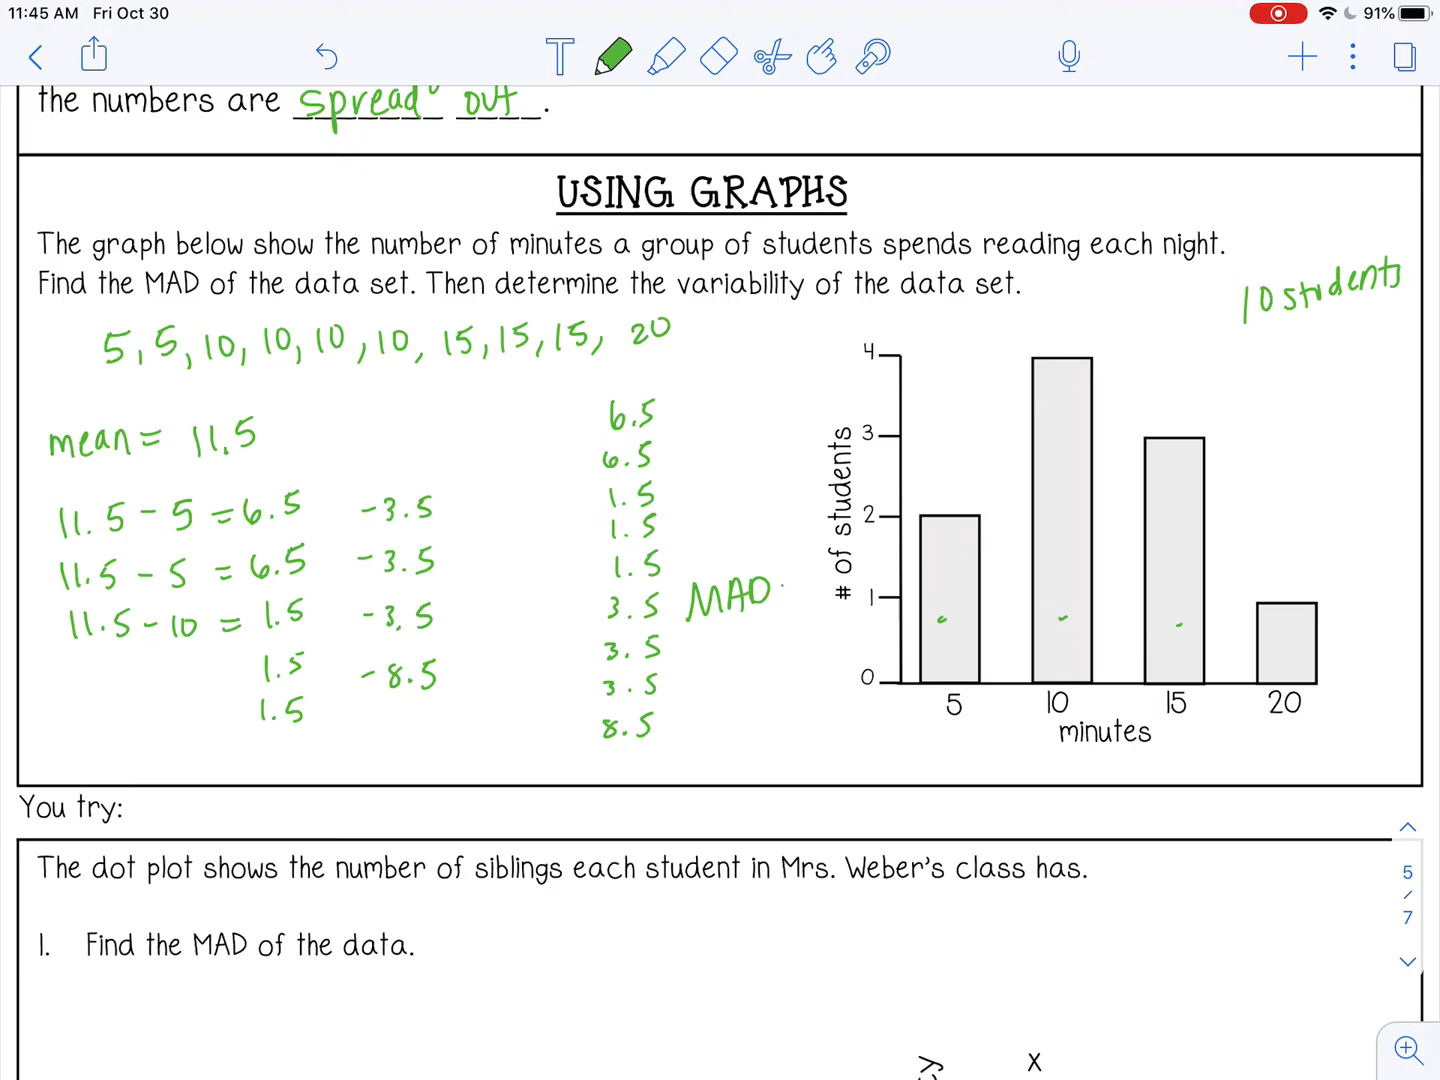 11:45 AM Fri Oct 30
91%
T
the numbers are spread out.
USING GRAPHS
The graph below show the number of minutes a group of students spends reading each night.
Find the MAD of the data set. Then determine the variability of the data set.
10 students
5, 5, 10, 10, 10, 10, 15, 15, 15, 20
mean = 11.5
11.5 - 5 = 6.5 -3.5
11.5 - 5 = 6.5 -3.5
11.5 - 10 = 1.5 -3.5
1.5 -8.5
1.5
6.5
6.5
1.5
1.5
1.5
3.5
3.5
3.5
8.5
MAD
# of students
4
3
2
1
0
5 10 15 20
minutes
You try:
The dot plot shows the number of siblings each student in Mrs. Weber's class has.
1. Find the MAD of the data.
5
/
7
X